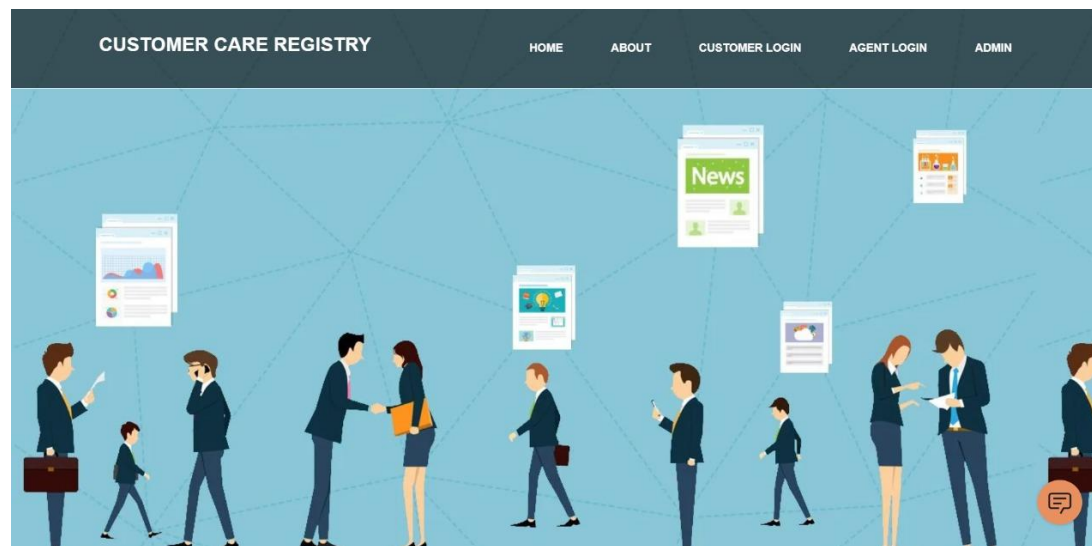 CUSTOMER CARE REGISTRY
HOME ABOUT CUSTOMER LOGIN AGENT LOGIN ADMIN
News